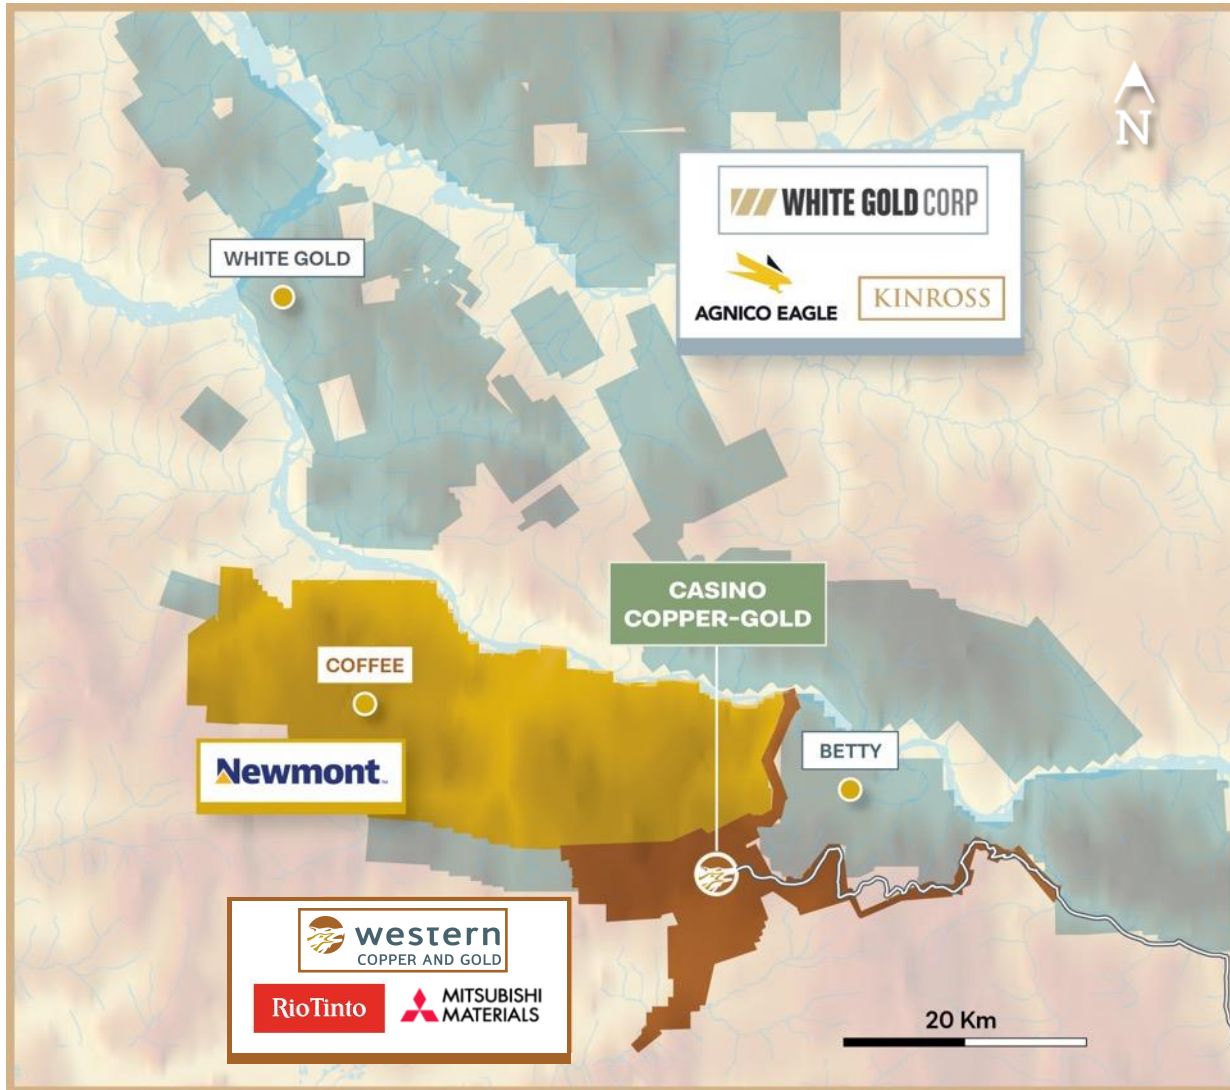 N
WHITE GOLD CORP
AGNICO EAGLE
KINROSS
WHITE GOLD
CASINO
COPPER-GOLD
COFFEE
Newmont™
BETTY
western
COPPER AND GOLD
RioTinto
MITSUBISHI
MATERIALS
20 Km